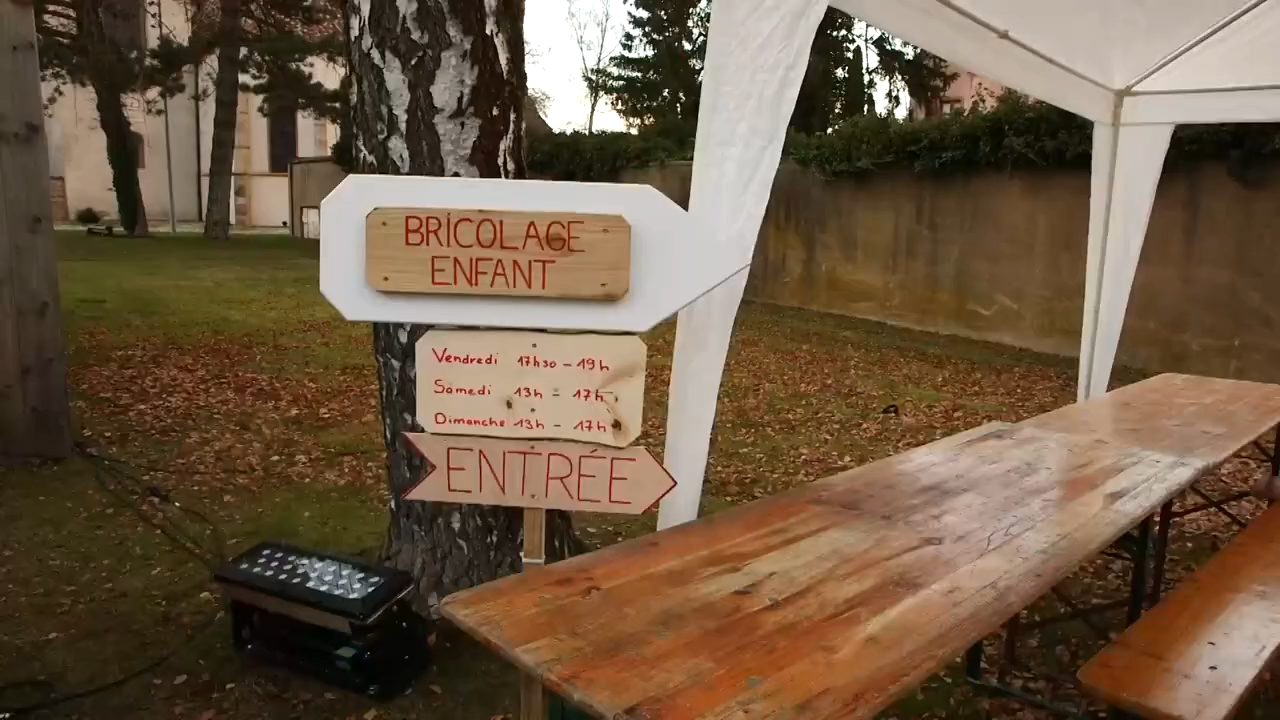 BRICOLAGE
ENFANT
Vendredi 17h30 - 19h
Samedi 13h - 17h
Dimanche 13h - 17h
ENTRÉE